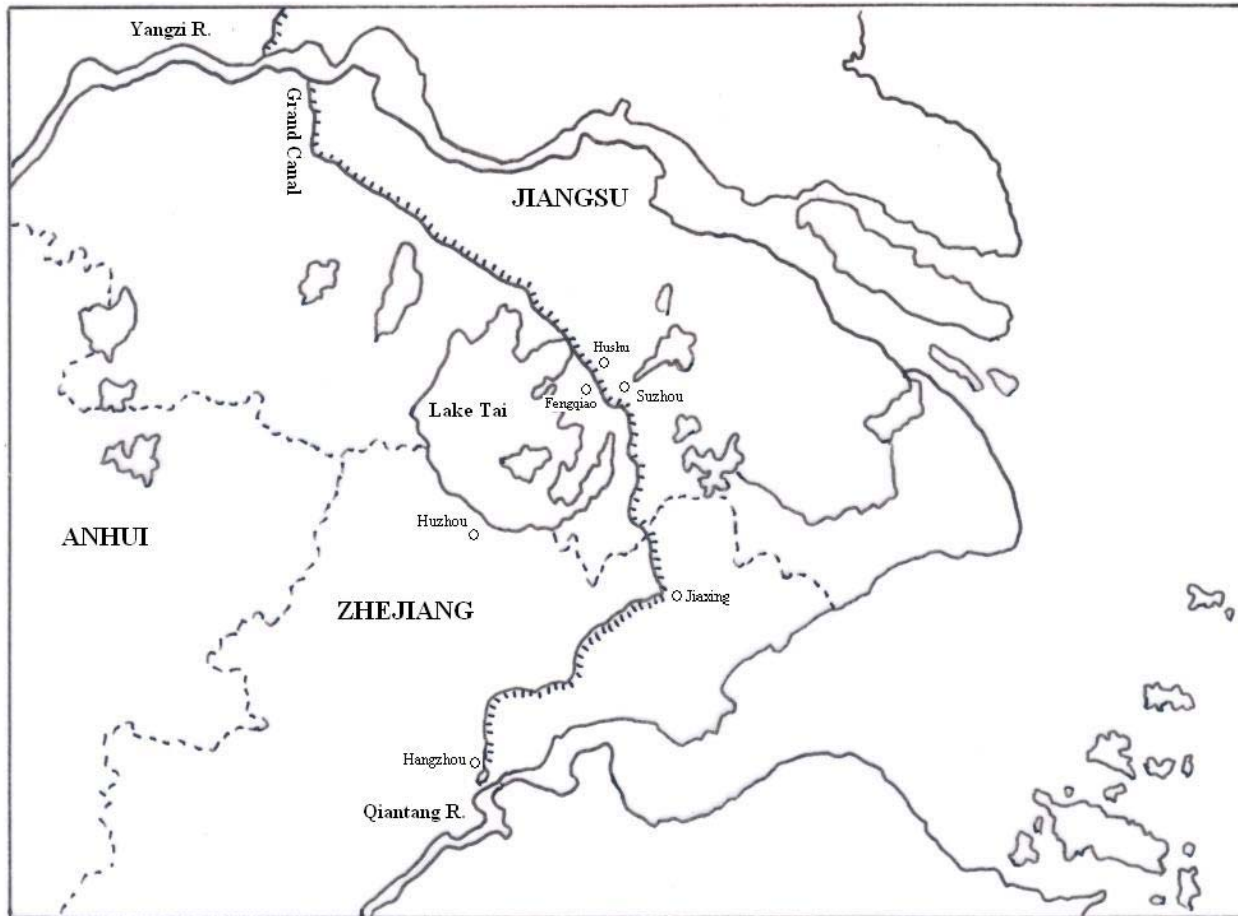 Yangzi R.
Grand Canal
JIANGSU
Hushu
Suzhou
Fengqiao
Lake Tai
Huzhou
ANHUI
ZHEJIANG
Jiaxing
Hangzhou
Qiantang R.